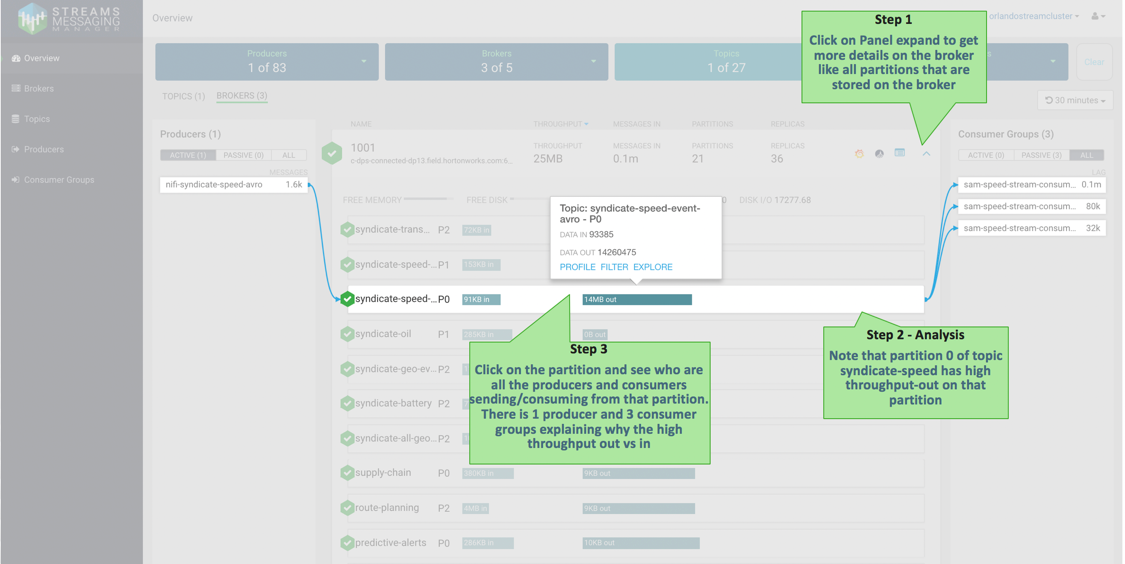 STREAMS
MESSAGING
MANAGER
Overview
Brokers
Topics
Producers
Consumer Groups
Overview
orlandostreamcluster
Producers
1 of 83
Brokers
3 of 5
Topics
1 of 27
Clear
TOPICS (1) BROKERS (3)
30 minutes
Producers (1)
ACTIVE (1) PASSIVE (0) ALL
MESSAGES
nifi-syndicate-speed-avro 1.6k
NAME THROUGHPUT MESSAGES IN PARTITIONS REPLICAS
1001 THROUGHPUT MESSAGES IN PARTITIONS REPLICAS
c-dps-connected-dp13.field.hortonworks.com:6... 25MB 0.1m 21 36
FREE MEMORY FREE DISK DISK I/O 17277.68
syndicate-trans... P2 72KB in
syndicate-speed-... P1 153KB in
syndicate-speed-... P0 91KB in 14MB out
syndicate-oil P1 285KB in 0B out
syndicate-geo-ev... P2
syndicate-battery P2
syndicate-all-geo... P2
supply-chain P0 286KB in 9KB out
route-planning P2 4MB in 9KB out
predictive-alerts P0 286KB in 10KB out
Topic: syndicate-speed-event-
avro - P0
DATA IN 93385
DATA OUT 14260475
PROFILE FILTER EXPLORE
Consumer Groups (3)
ACTIVE (0) PASSIVE (3) ALL
LAG
sam-speed-stream-consum... 0.1m
sam-speed-stream-consum... 80k
sam-speed-stream-consum... 32k
Step 1
Click on Panel expand to get
more details on the broker
like all partitions that are
stored on the broker
Step 2 - Analysis
Note that partition 0 of topic
syndicate-speed has high
throughput-out on that
partition
Step 3
Click on the partition and see who are
all the producers and consumers
sending/consuming from that partition.
There is 1 producer and 3 consumer
groups explaining why the high
throughput out vs in